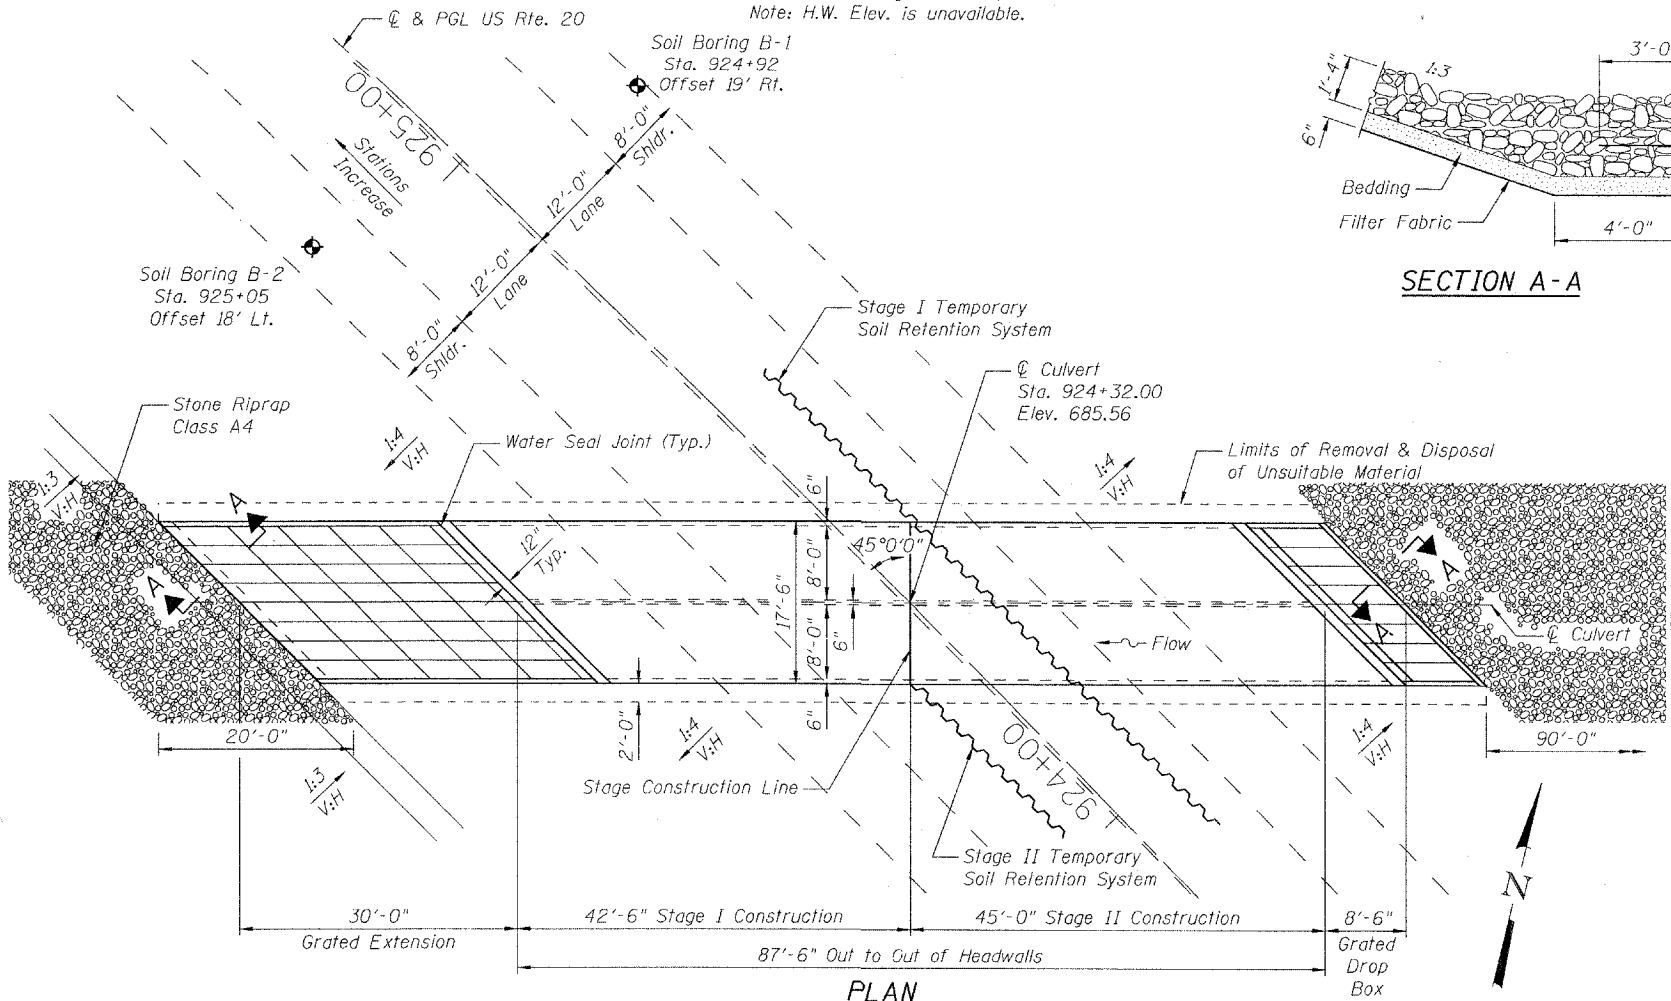 ℄ & PGL US Rte. 20
Note: H.W. Elev. is unavailable.
Soil Boring B-1
Sta. 924+92
Offset 19' Rt.
925+00
Stations
Increase
8'-0"
Shldr.
12'-0"
Lane
12'-0"
Lane
8'-0"
Shldr.
Soil Boring B-2
Sta. 925+05
Offset 18' Lt.
1'-4"
1:3
3'-0
6"
Bedding
Filter Fabric
4'-0"
SECTION A-A
Stage I Temporary
Soil Retention System
℄ Culvert
Sta. 924+32.00
Elev. 685.56
Stone Riprap
Class A4
Water Seal Joint (Typ.)
1:4
V:H
1:4
V:H
Limits of Removal & Disposal
of Unsuitable Material
1:3
V:H
A
A
12"
Typ.
6"
17'-6"
8'-0"
8'-0"
6"
6"
45°0'0"
Flow
A
A
℄ Culvert
20'-0"
2'-0"
1:4
V:H
1:3
V:H
Stage Construction Line
924+00
1:4
V:H
90'-0"
Stage II Temporary
Soil Retention System
N
30'-0"
Grated Extension
42'-6" Stage I Construction
45'-0" Stage II Construction
8'-6"
Grated
Drop
Box
87'-6" Out to Out of Headwalls
PLAN